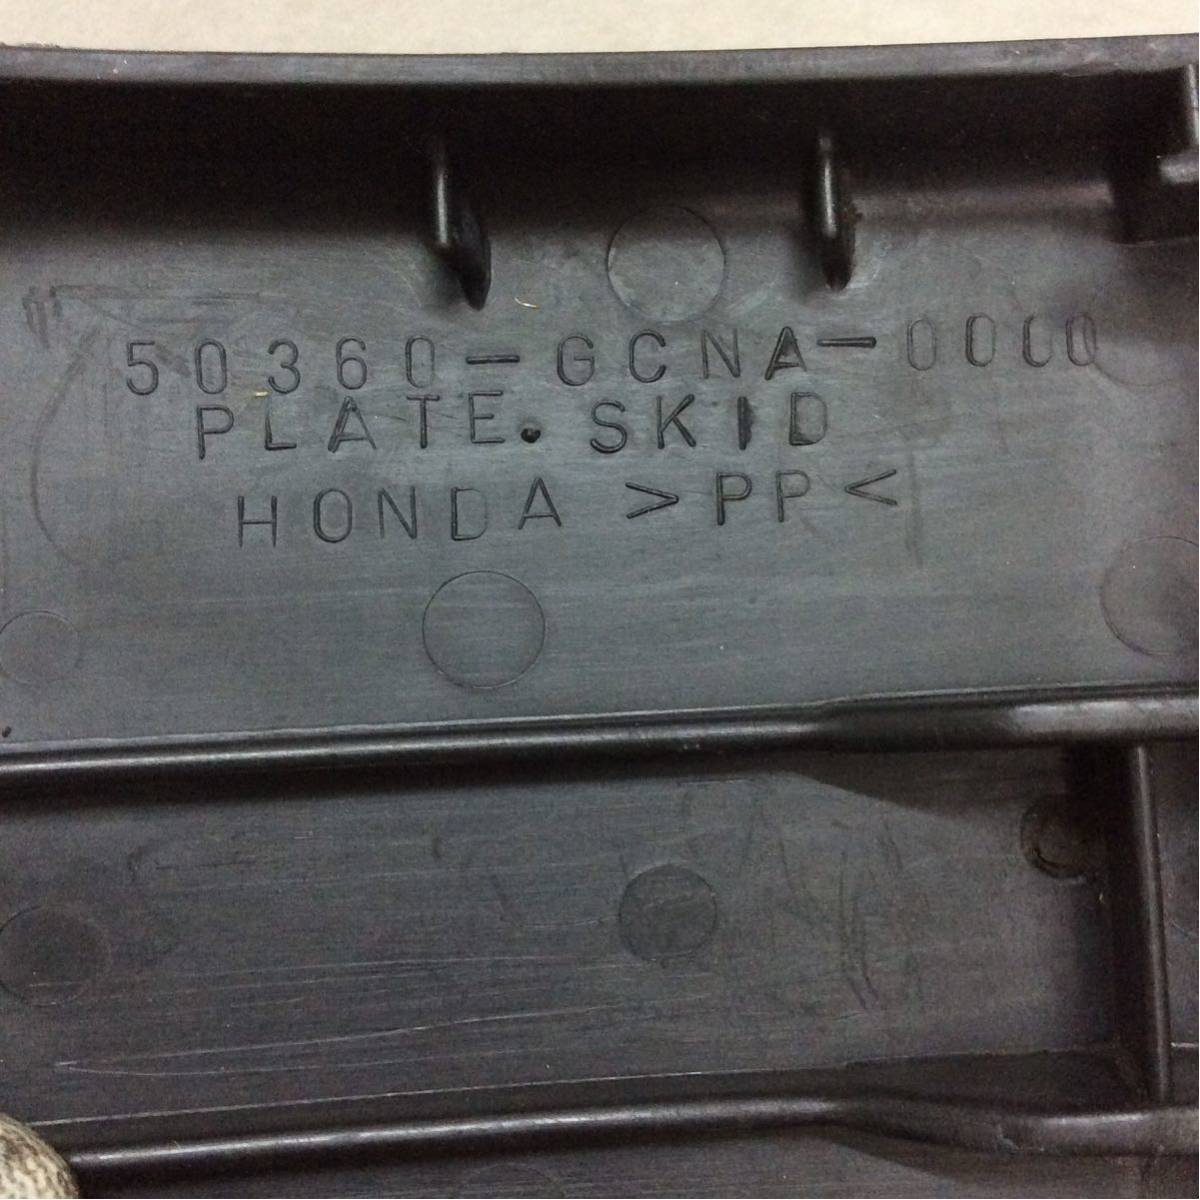 50360-GCNA-0000
PLATE. SKID
HONDA >PP<